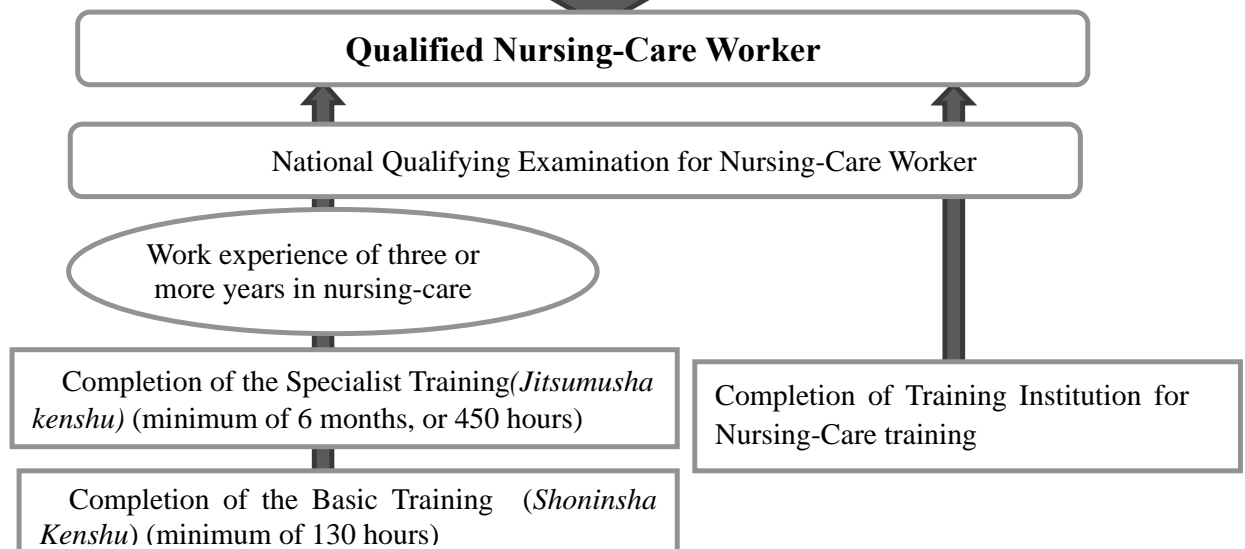 Qualified Nursing-Care Worker
National Qualifying Examination for Nursing-Care Worker
Work experience of three or
more years in nursing-care
Completion of the Specialist Training(Jitsumusha
kenshu) (minimum of 6 months, or 450 hours)
Completion of Training Institution for
Nursing-Care training
Completion of the Basic Training (Shoninsha
Kenshu) (minimum of 130 hours)